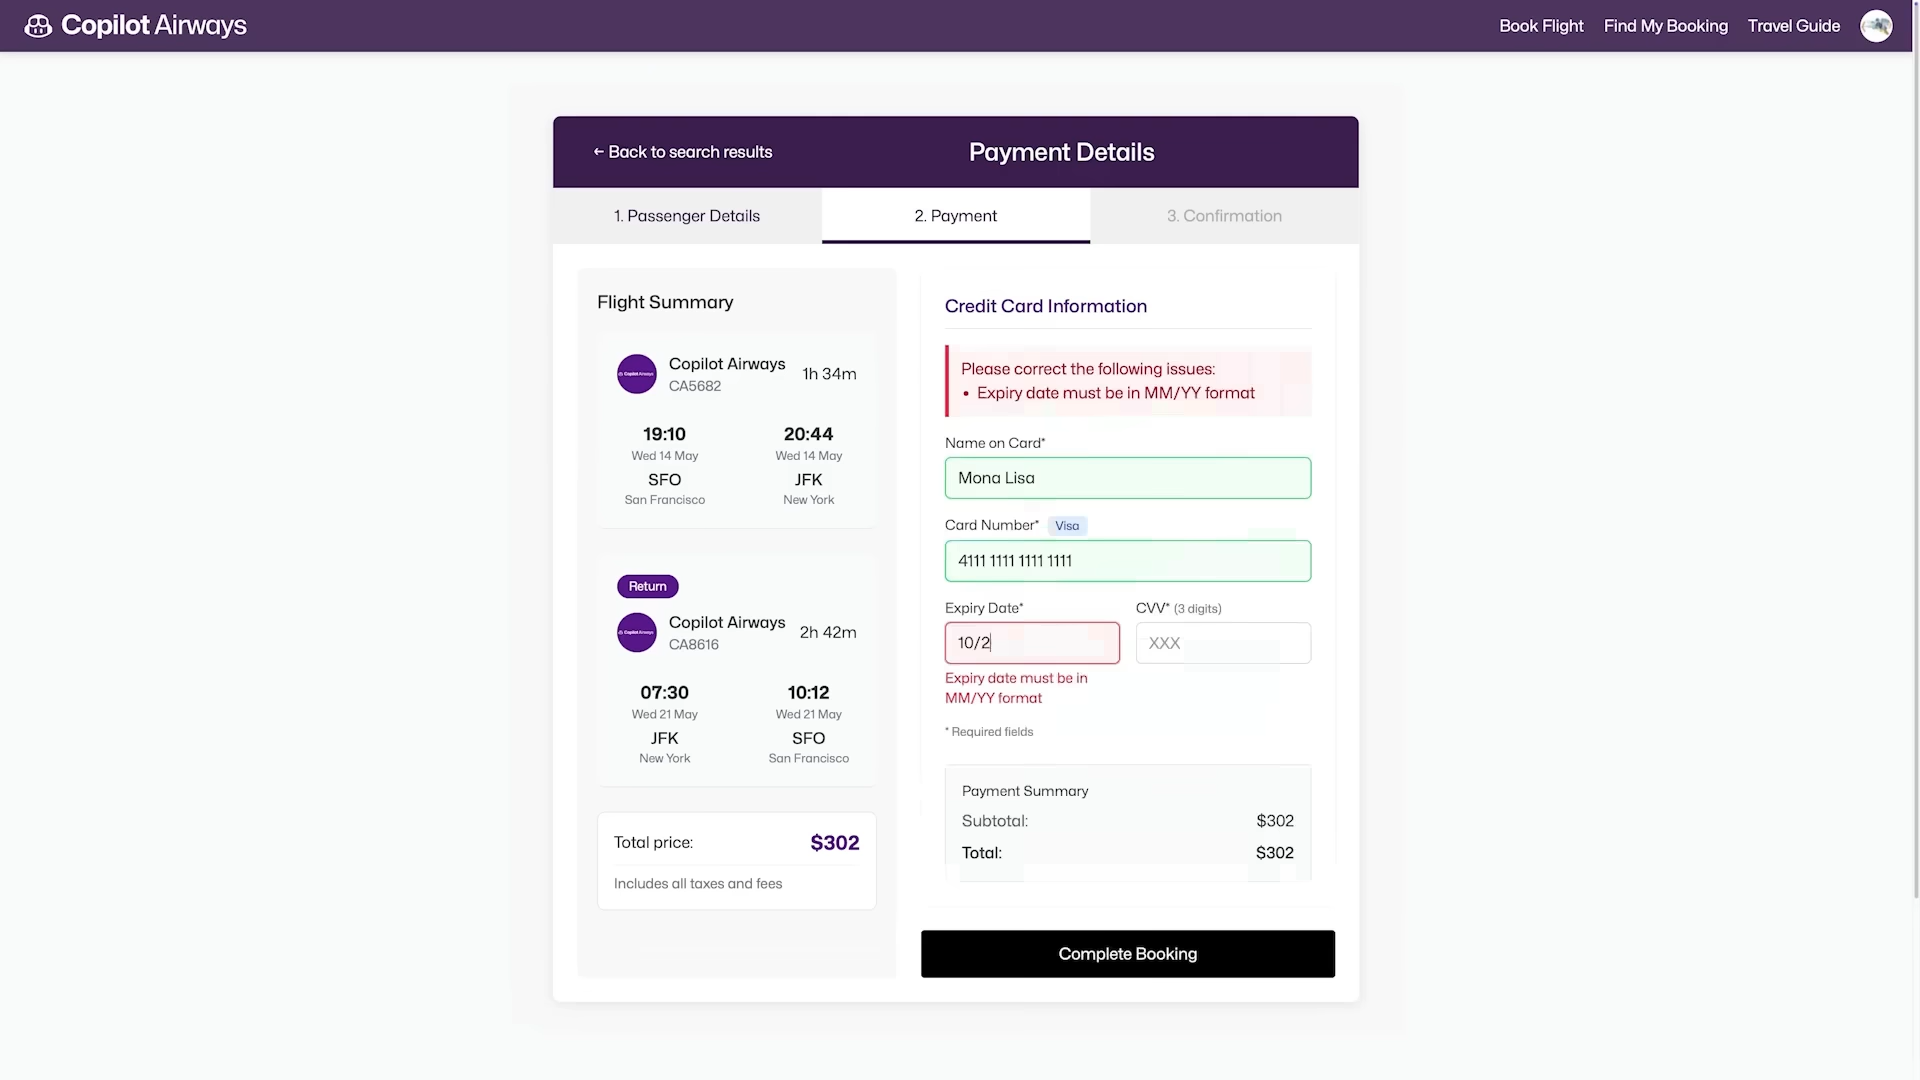 Copilot Airways
Book Flight
Find My Booking
Travel Guide
← Back to search results
Payment Details
1. Passenger Details
2. Payment
3. Confirmation
Flight Summary
Copilot Airways
Copilot Airways
CA5682
1h 34m
19:10
Wed 14 May
SFO
San Francisco
20:44
Wed 14 May
JFK
New York
Return
Copilot Airways
Copilot Airways
CA8616
2h 42m
07:30
Wed 21 May
JFK
New York
10:12
Wed 21 May
SFO
San Francisco
Total price:
$302
Includes all taxes and fees
Credit Card Information
Please correct the following issues:
• Expiry date must be in MM/YY format
Name on Card*
Mona Lisa
Card Number*
Visa
4111 1111 1111 1111
Expiry Date*
10/2
Expiry date must be in
MM/YY format
CVV* (3 digits)
XXX
* Required fields
Payment Summary
Subtotal:
$302
Total:
$302
Complete Booking